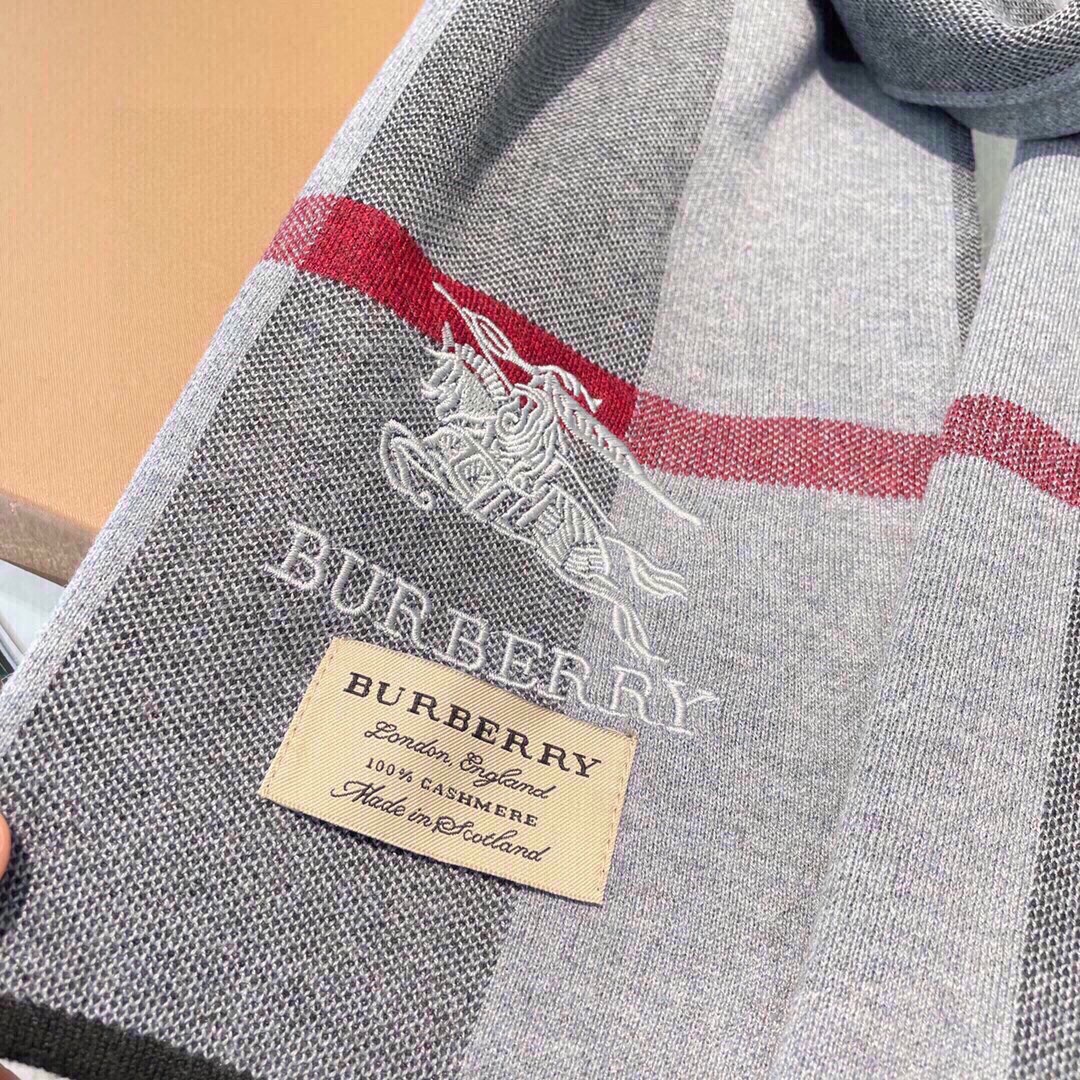 BURBERRY
BURBERRY
London, England
100% CASHMERE
Made in Scotland